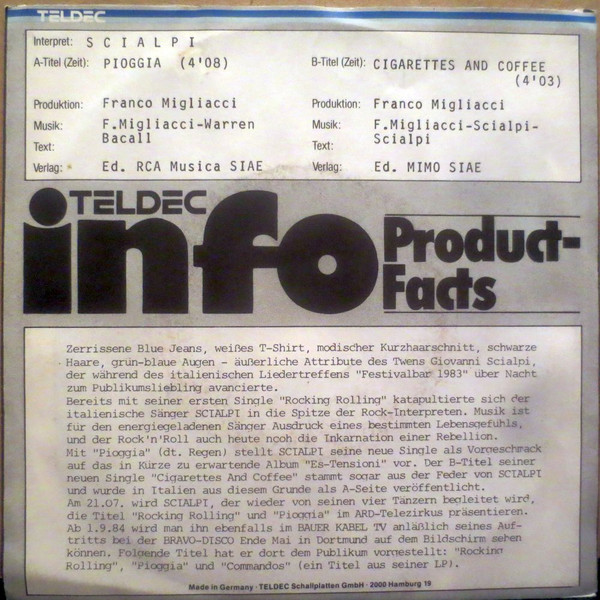 TELDEC
Interpret: SCIALPI
A-Titel (Zeit): PIOGGIA (4'08)
B-Titel (Zeit): CIGARETTES AND COFFEE
(4'03)
Produktion: Franco Migliacci
Produktion: Franco Migliacci
Musik: F.Migliacci-Warren
Text: Bacall
Musik: F.Migliacci-Scialpi-
Text: Scialpi
Verlag: Ed. RCA Musica SIAE
Verlag: Ed. MIMO SIAE
TELDEC
info
Product-
Facts
Zerrissene Blue Jeans, weißes T-Shirt, modischer Kurzhaarschnitt, schwarze
Haare, grün-blaue Augen - äußerliche Attribute des Twens Giovanni Scialpi,
der während des italienischen Liedertreffens "Festivalbar 1983" über Nacht
zum Publikumsliebling avancierte.
Bereits mit seiner ersten Single "Rocking Rolling" katapultierte sich der
italienische Sänger SCIALPI in die Spitze der Rock-Interpreten. Musik ist
für den energiegeladenen Sänger Ausdruck eines bestimmten Lebensgefühls,
und der Rock'n'Roll auch heute ncoh die Inkarnation einer Rebellion.
Mit "Pioggia" (dt. Regen) stellt SCIALPI seine neue Single als Vorgeschmack
auf das in Kürze zu erwartende Album "Es-Tensioni" vor. Der B-Titel seiner
neuen Single "Cigarettes And Coffee" stammt sogar aus der Feder von SCIALPI
und wurde in Italien aus diesem Grunde als A-Seite veröffentlicht.
Am 21.07. wird SCIALPI, der wieder von seinen vier Tänzern begleitet wird,
die Titel "Rocking Rolling" und "Pioggia" im ARD-Telezirkus präsentieren.
Ab 1.9.84 wird man ihn ebenfalls im BAUER KABEL TV anläßlich seines Auf-
tritts bei der BRAVO-DISCO Ende Mai in Dortmund auf dem Bildschirm sehen
können. Folgende Titel hat er dort dem Publikum vorgestellt: "Rocking
Rolling", "Pioggia" und "Commandos" (ein Titel aus seiner LP).
Made in Germany · TELDEC Schallplatten GmbH · 2000 Hamburg 19